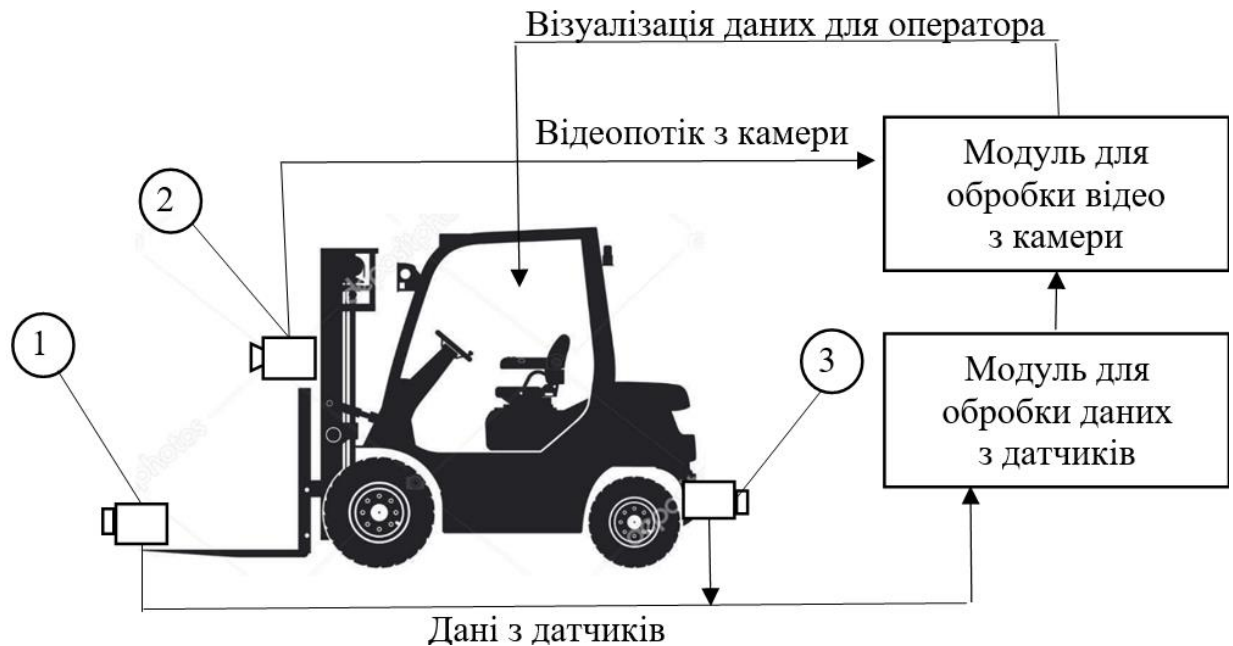 Візуалізація даних для оператора
Відеопотік з камери
Модуль для
обробки відео
з камери
2
1
3
Модуль для
обробки даних
з датчиків
Дані з датчиків
photos